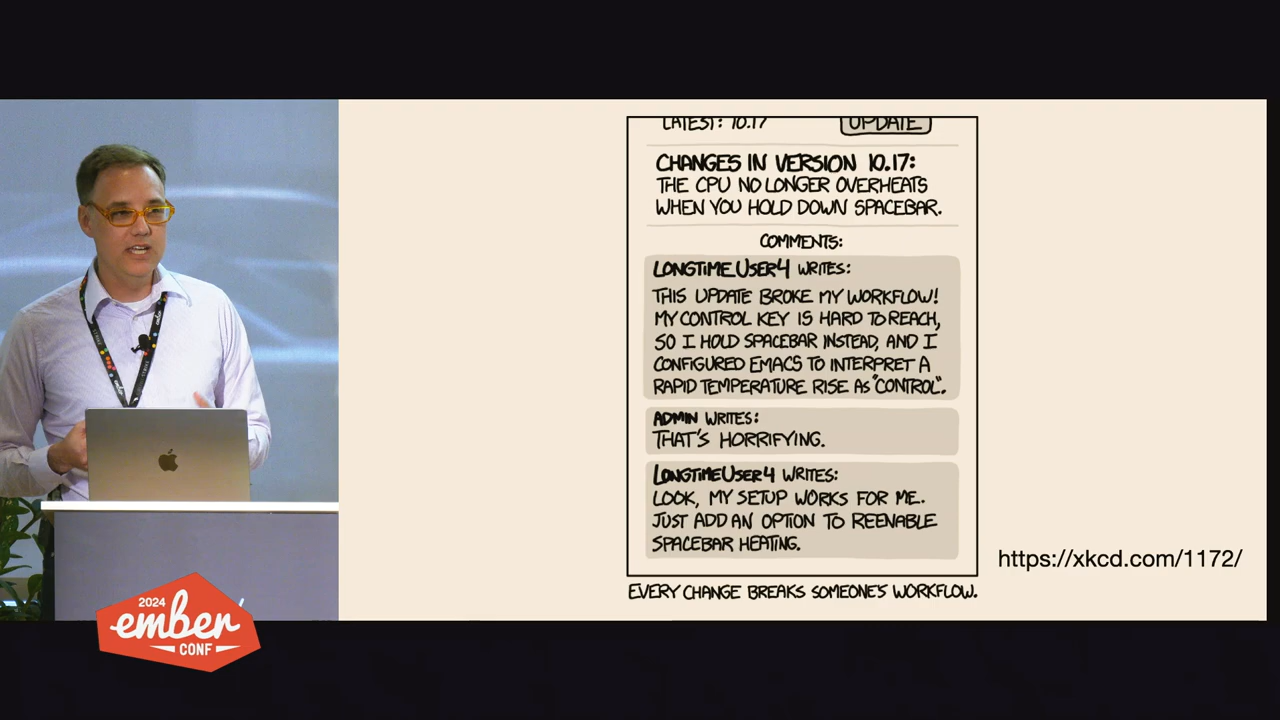 LATEST: 10.17
UPDATE
CHANGES IN VERSION 10.17:
THE CPU NO LONGER OVERHEATS
WHEN YOU HOLD DOWN SPACEBAR.
COMMENTS:
LONGTIMEUSER4 WRITES:
THIS UPDATE BROKE MY WORKFLOW!
MY CONTROL KEY IS HARD TO REACH,
SO I HOLD SPACEBAR INSTEAD, AND I
CONFIGURED EMACS TO INTERPRET A
RAPID TEMPERATURE RISE AS "CONTROL".
ADMIN WRITES:
THAT'S HORRIFYING.
LONGTIMEUSER4 WRITES:
LOOK, MY SETUP WORKS FOR ME.
JUST ADD AN OPTION TO REENABLE
SPACEBAR HEATING.
EVERY CHANGE BREAKS SOMEONE'S WORKFLOW.
https://xkcd.com/1172/
2024
ember
CONF